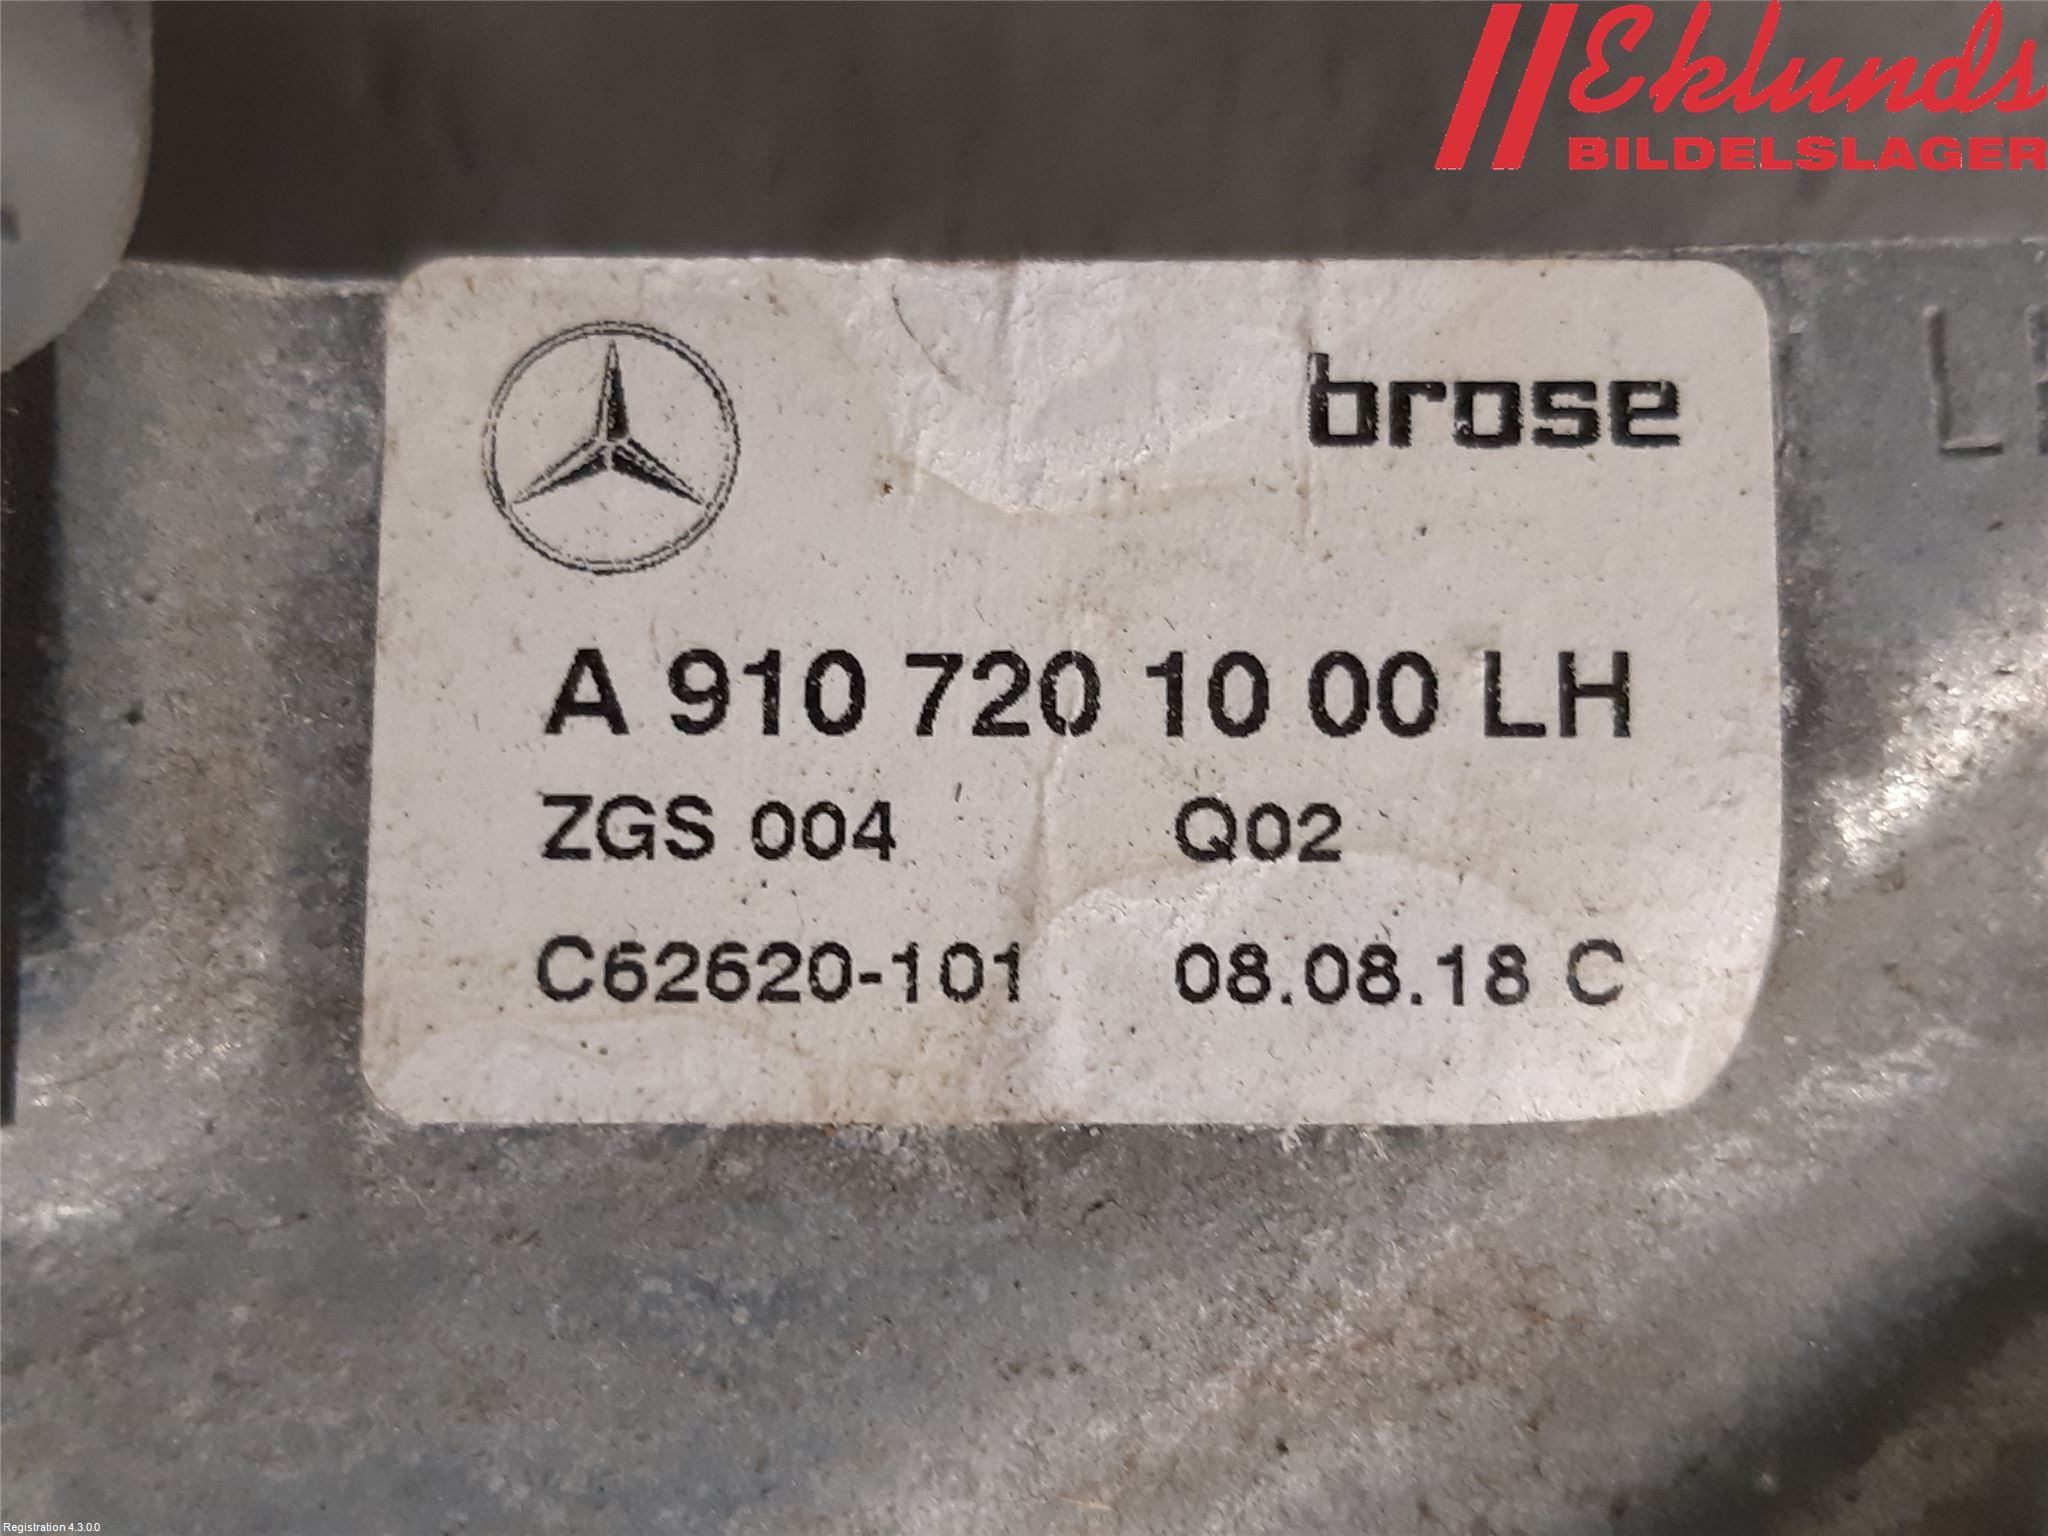 Eklunds
BILDELSLAGER
brose
A 910 720 10 00 LH
ZGS 004 Q02
C62620-101 08.08.18 C
Registration 4.3.0.0